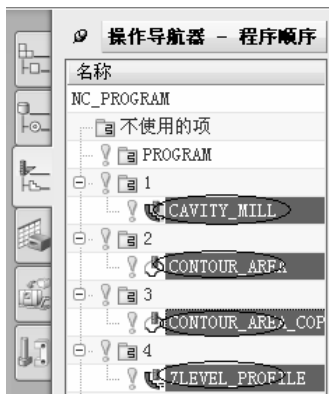 操作导航器 - 程序顺序
名称
NC_PROGRAM
不使用的项
PROGRAM
1
CAVITY_MILL
2
CONTOUR_AREA
3
CONTOUR_AREA_COP
4
ZLEVEL_PROFILE